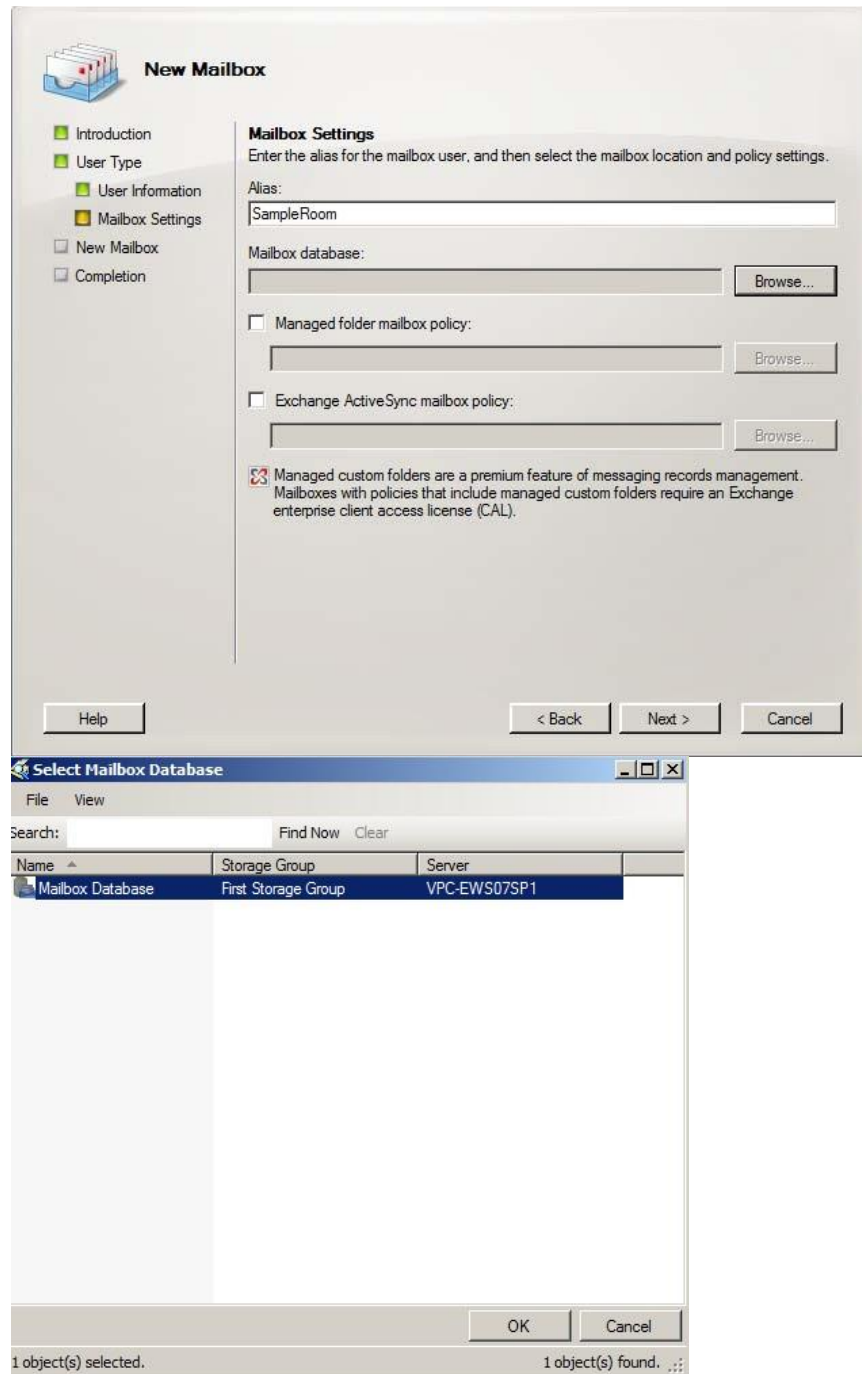 New Mailbox
Introduction
User Type
User Information
Mailbox Settings
New Mailbox
Completion
Mailbox Settings
Enter the alias for the mailbox user, and then select the mailbox location and policy settings.
Alias:
SampleRoom
Mailbox database:
Browse...
Managed folder mailbox policy:
Browse...
Exchange ActiveSync mailbox policy:
Browse...
Managed custom folders are a premium feature of messaging records management.
Mailboxes with policies that include managed custom folders require an Exchange
enterprise client access license (CAL).
Help
< Back
Next >
Cancel
Select Mailbox Database
File View
Search:
Find Now Clear
Name Storage Group Server
Mailbox Database First Storage Group VPC-EWS07SP1
OK
Cancel
1 object(s) selected.
1 object(s) found.